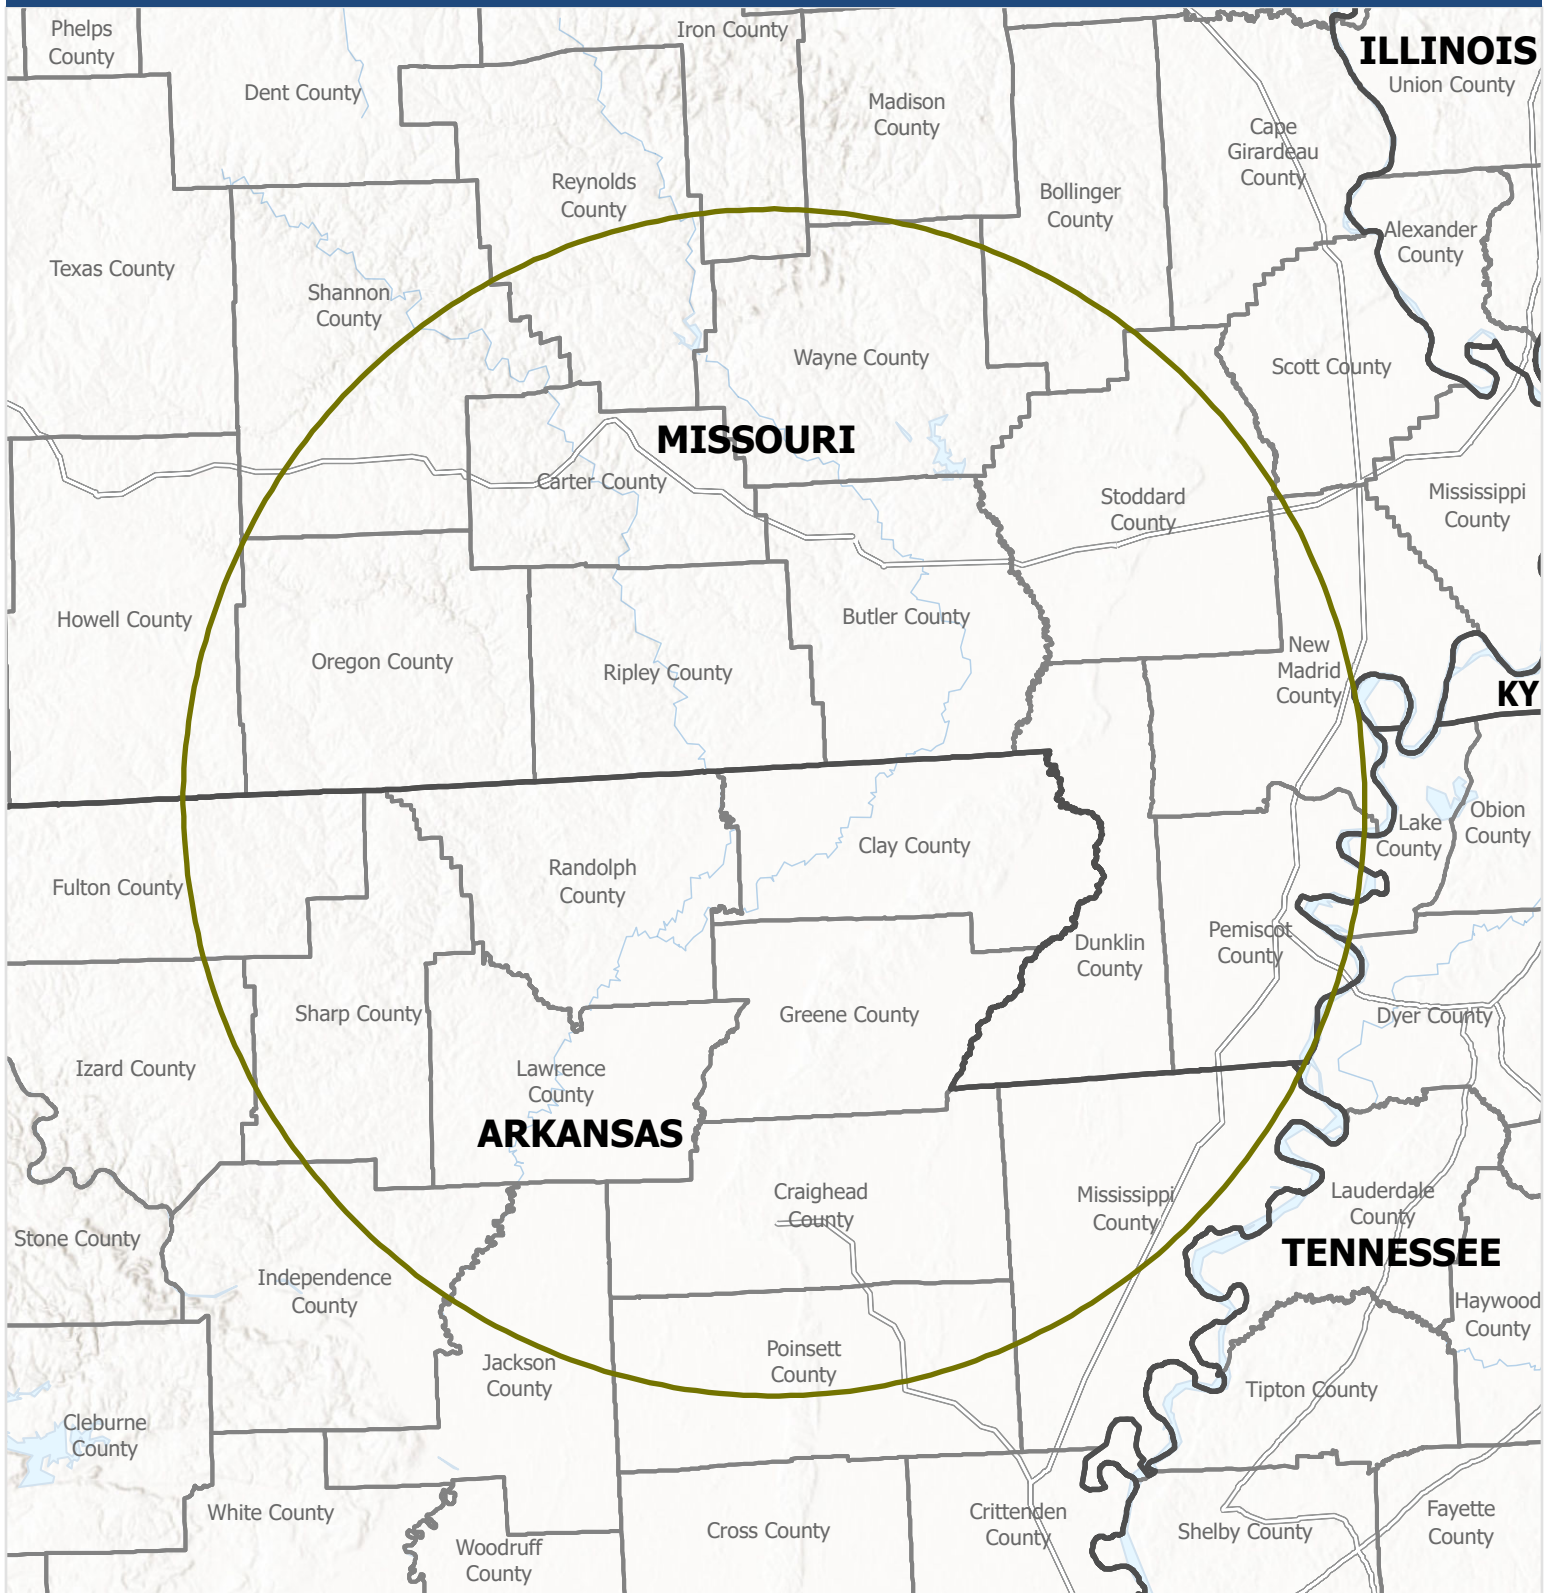 Phelps
County
Iron County
ILLINOIS
Union County
Dent County
Madison
County
Cape
Girardeau
County
Reynolds
County
Bollinger
County
Alexander
County
Texas County
Shannon
County
Wayne County
Scott County
MISSOURI
Carter County
Stoddard
County
Mississippi
County
Howell County
Butler County
Oregon County
Ripley County
New
Madrid
County
KY
Obion
County
Lake
County
Clay County
Randolph
County
Fulton County
Dunklin
County
Pemiscot
County
Sharp County
Greene County
Dyer County
Izard County
Lawrence
County
ARKANSAS
Craighead
County
Mississippi
County
Lauderdale
County
Stone County
TENNESSEE
Independence
County
Haywood
County
Poinsett
County
Jackson
County
Tipton County
Cleburne
County
White County
Crittenden
County
Fayette
County
Cross County
Shelby County
Woodruff
County